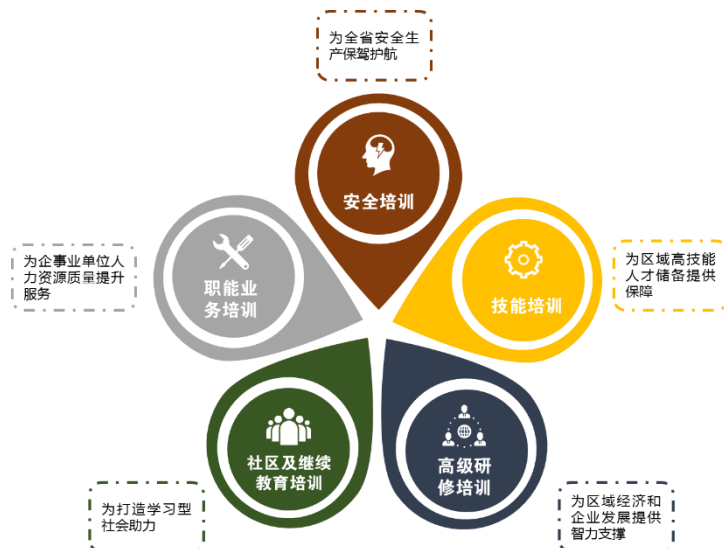 为全省安全生
产保驾护航
安全培训
为企事业单位人
力资源质量提升
服务
职能业
务培训
技能培训
为区域高技能
人才储备提供
保障
社区及继续
教育培训
高级研
修培训
为打造学习型
社会助力
为区域经济和
企业发展提供
智力支撑